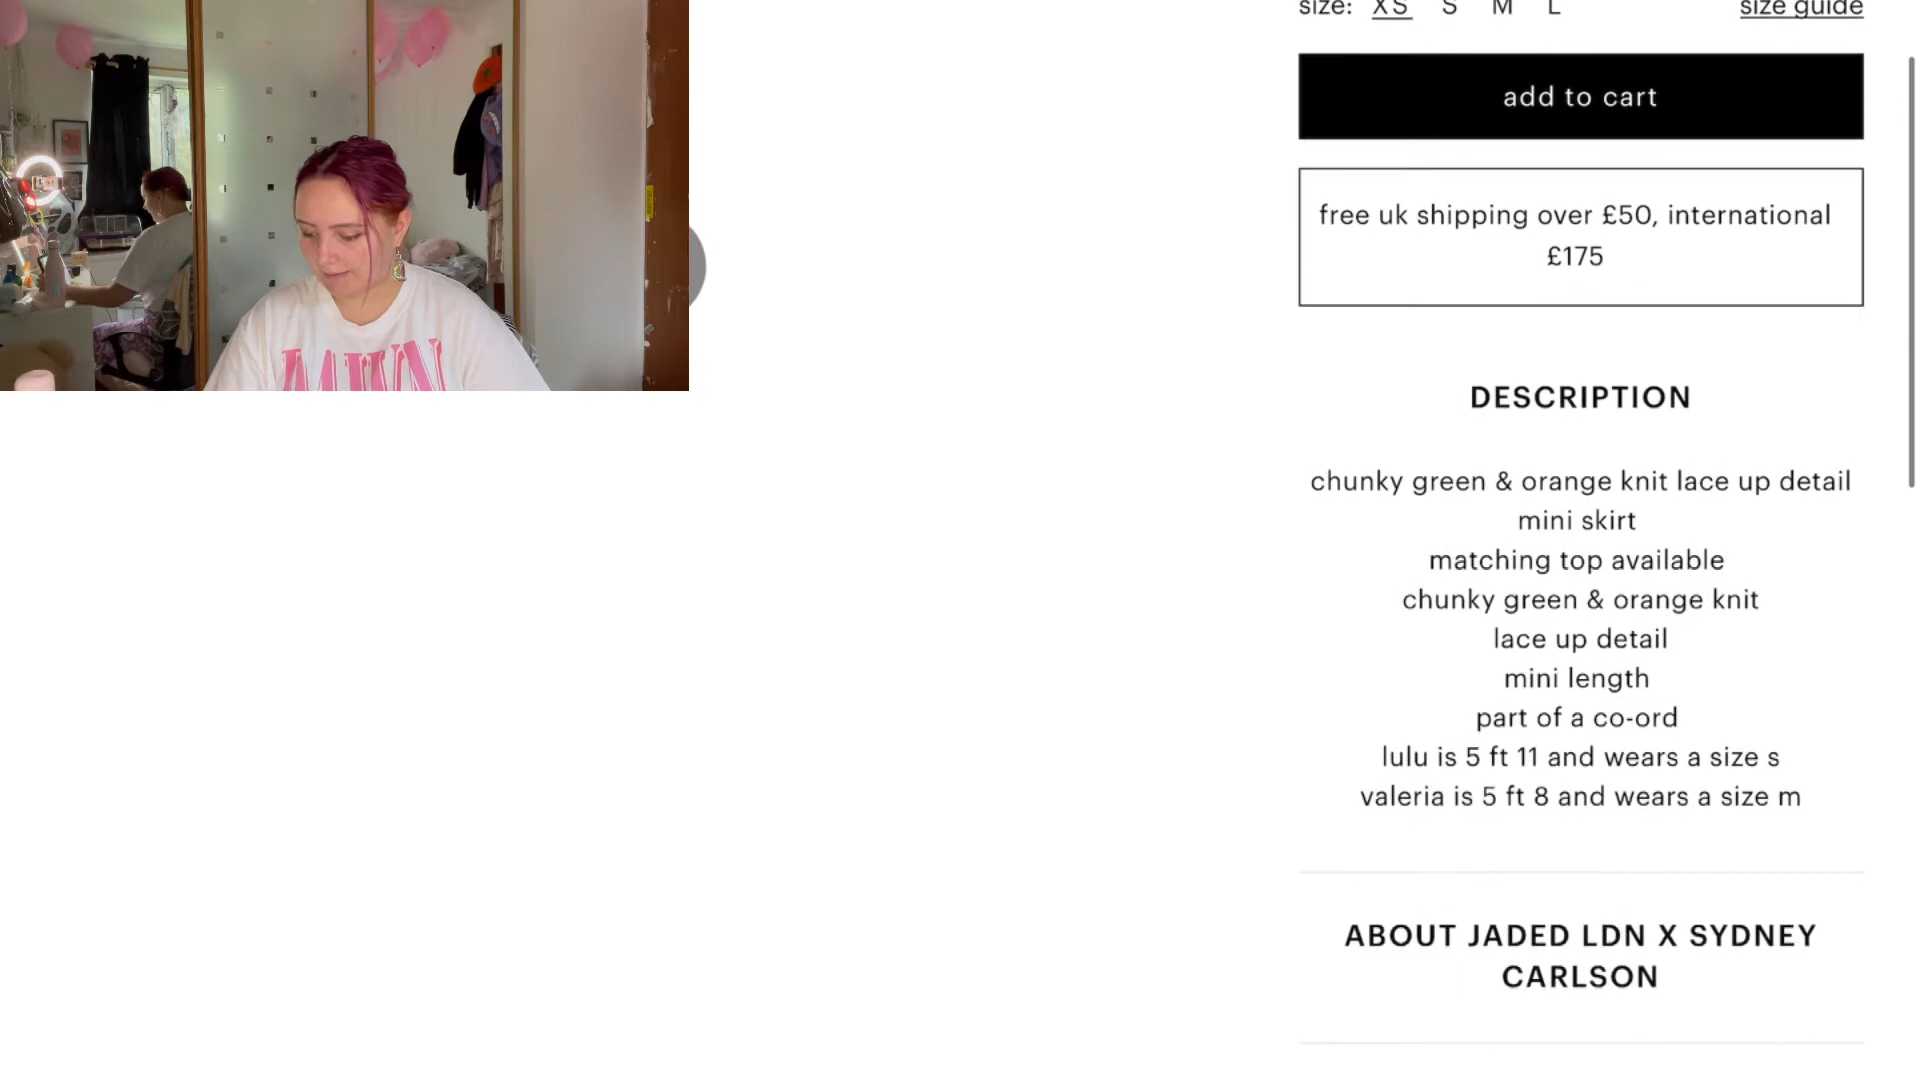 size: XS S M L size guide
add to cart
free uk shipping over £50, international
£175
DESCRIPTION
chunky green & orange knit lace up detail
mini skirt
matching top available
chunky green & orange knit
lace up detail
mini length
part of a co-ord
lulu is 5 ft 11 and wears a size s
valeria is 5 ft 8 and wears a size m
ABOUT JADED LDN X SYDNEY
CARLSON